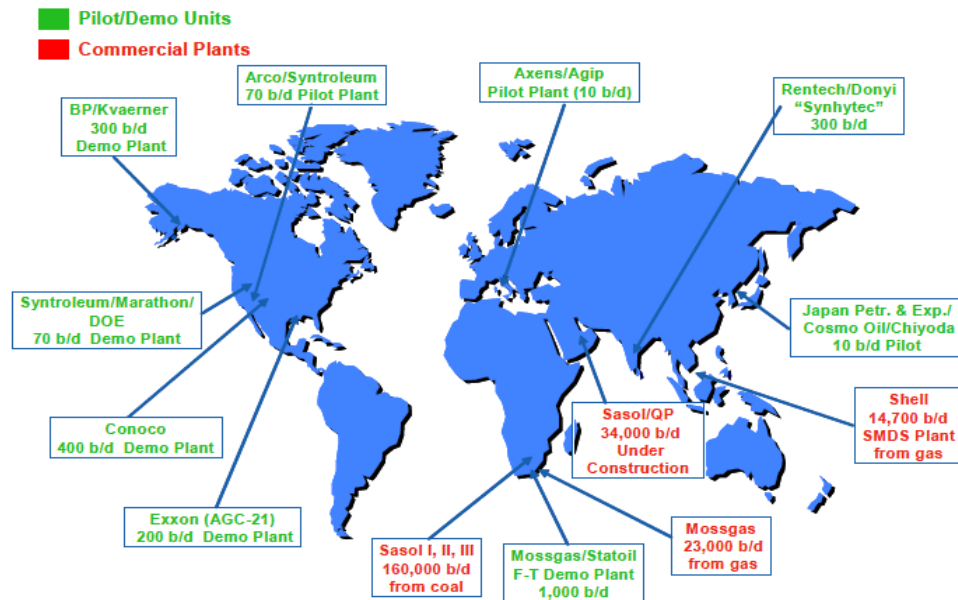 Pilot/Demo Units
Commercial Plants
Arco/Syntroleum
70 b/d Pilot Plant
Axens/Agip
Pilot Plant (10 b/d)
Rentech/Donyi
“Synhytec”
300 b/d
BP/Kvaerner
300 b/d
Demo Plant
Syntroleum/Marathon/
DOE
70 b/d Demo Plant
Japan Petr. & Exp./
Cosmo Oil/Chiyoda
10 b/d Pilot
Conoco
400 b/d Demo Plant
Sasol/QP
34,000 b/d
Under
Construction
Shell
14,700 b/d
SMDS Plant
from gas
Exxon (AGC-21)
200 b/d Demo Plant
Sasol I, II, III
160,000 b/d
from coal
Mossgas/Statoil
F-T Demo Plant
1,000 b/d
Mossgas
23,000 b/d
from gas